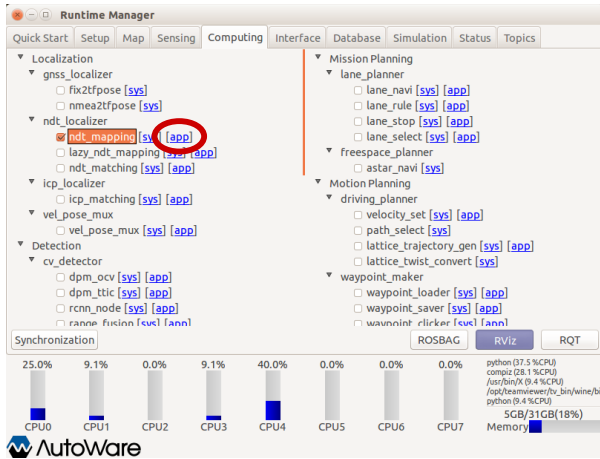 Runtime Manager
Quick Start Setup Map Sensing Computing Interface Database Simulation Status Topics
Localization
gnss_localizer
fix2tfpose [sys]
nmea2tfpose [sys]
ndt_localizer
ndt_mapping [sys] [app]
lazy_ndt_mapping [sys] [app]
ndt_matching [sys] [app]
icp_localizer
icp_matching [sys] [app]
vel_pose_mux
vel_pose_mux [sys] [app]
Detection
cv_detector
dpm_ocv [sys] [app]
dpm_ttic [sys] [app]
rcnn_node [sys] [app]
range_fusion [sys] [app]
Mission Planning
lane_planner
lane_navi [sys] [app]
lane_rule [sys] [app]
lane_stop [sys] [app]
lane_select [sys] [app]
freespace_planner
astar_navi [sys]
Motion Planning
driving_planner
velocity_set [sys] [app]
path_select [sys]
lattice_trajectory_gen [sys] [app]
lattice_twist_convert [sys]
waypoint_maker
waypoint_loader [sys] [app]
waypoint_saver [sys] [app]
waypoint_clicker [sys] [app]
Synchronization ROSBAG RViz RQT
25.0% 9.1% 0.0% 9.1% 40.0% 0.0% 0.0% 0.0%
CPU0 CPU1 CPU2 CPU3 CPU4 CPU5 CPU6 CPU7
python (37.5 %CPU)
compiz (28.1 %CPU)
/usr/bin/X (9.4 %CPU)
/opt/teamviewer/tv_bin/wine/bi
python (9.4 %CPU)
5GB/31GB(18%)
Memory
AutoWare